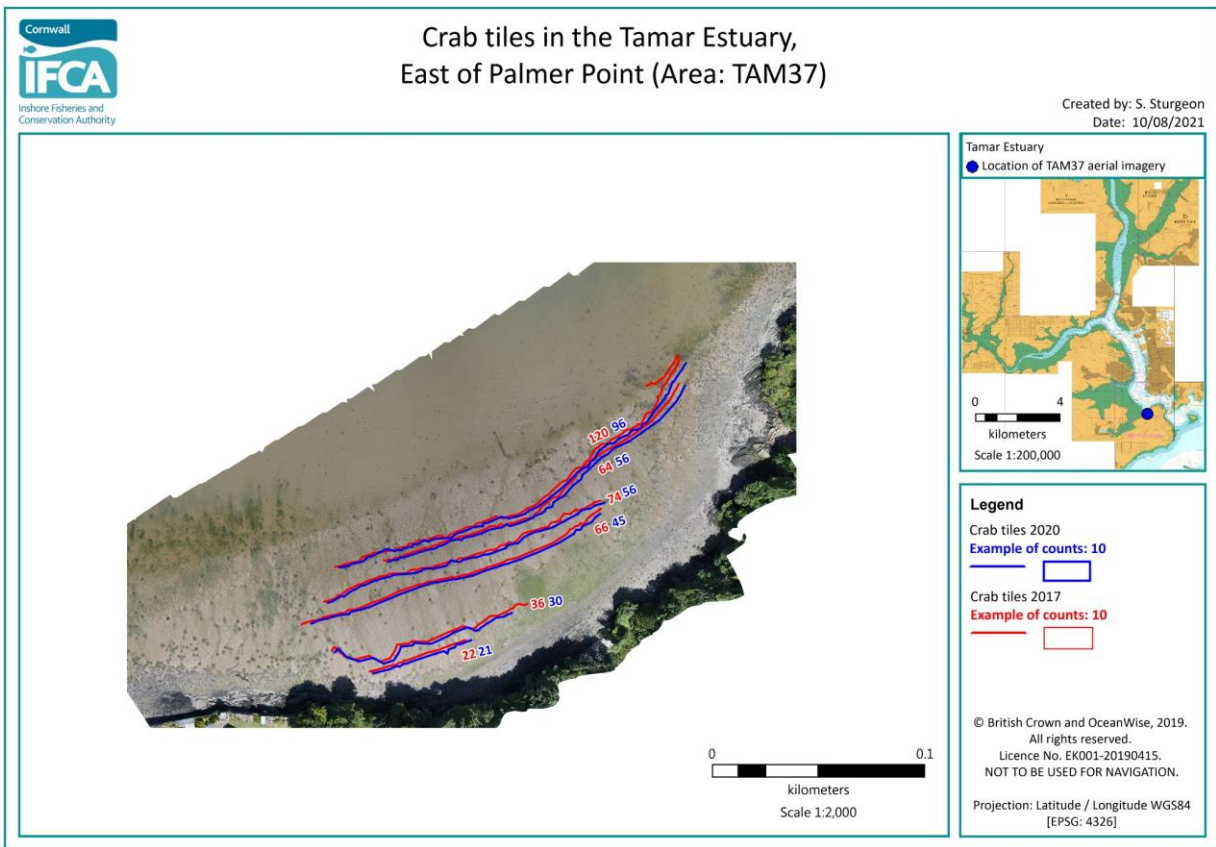 Cornwall
IFCA
Inshore Fisheries and
Conservation Authority
Crab tiles in the Tamar Estuary,
East of Palmer Point (Area: TAM37)
Created by: S. Sturgeon
Date: 10/08/2021
Tamar Estuary
Location of TAM37 aerial imagery
0 4
kilometers
Scale 1:200,000
120 96
64 56
74 56
66 45
36 30
22 21
0 0.1
kilometers
Scale 1:2,000
Legend
Crab tiles 2020
Example of counts: 10
Crab tiles 2017
Example of counts: 10
© British Crown and OceanWise, 2019.
All rights reserved.
Licence No. EK001-20190415.
NOT TO BE USED FOR NAVIGATION.
Projection: Latitude / Longitude WGS84
[EPSG: 4326]